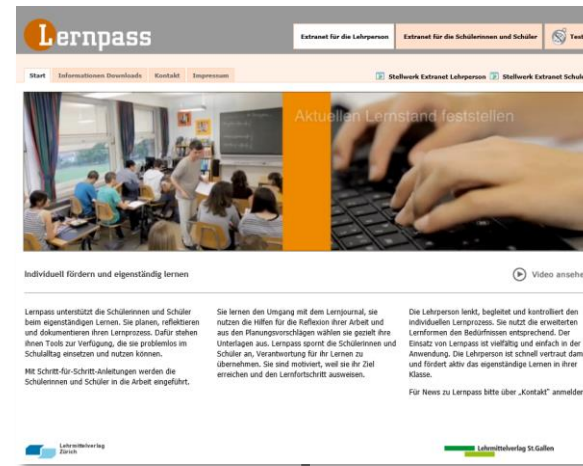 Lernpass
Extranet für die Lehrperson
Extranet für die Schülerinnen und Schüler
Start Informationen Downloads Kontakt Impressum
Stellwerk Extranet Lehrperson
Aktuellen Lernstand feststellen
Individuell fördern und eigenständig lernen
Video
Lernpass unterstützt die Schülerinnen und Schüler
beim eigenständigen Lernen. Sie planen, reflektieren
und dokumentieren ihren Lernprozess. Dafür stehen
ihnen Tools zur Verfügung, die sie problemlos im
Schulalltag einsetzen und nutzen können.
Mit Schritt-für-Schritt-Anleitungen werden die
Schülerinnen und Schüler in die Arbeit eingeführt.
Sie lernen den Umgang mit dem Lernjournal, sie
nutzen die Hilfen für die Reflexion ihrer Arbeit und
aus den Planungsvorschlägen wählen sie gezielt ihre
Unterlagen aus. Lernpass spornt die Schülerinnen und
Schüler an, Verantwortung für ihr Lernen zu
übernehmen. Sie sind motiviert, weil sie ihr Ziel
erreichen und den Lernfortschritt ausweisen.
Die Lehrperson lenkt, begleitet und kontrolliert den
individuellen Lernprozess. Sie nutzt die erweiterten
Lernformen den Bedürfnissen entsprechend. Der
Einsatz von Lernpass ist vielfältig und einfach in der
Anwendung. Die Lehrperson ist schnell vertraut
und fördert aktiv das eigenständige Lernen in ihrer
Klasse.
Für News zu Lernpass bitte über „Kontakt"
Lehrmittelverlag
Zürich
Lehrmittelverlag St.Gallen